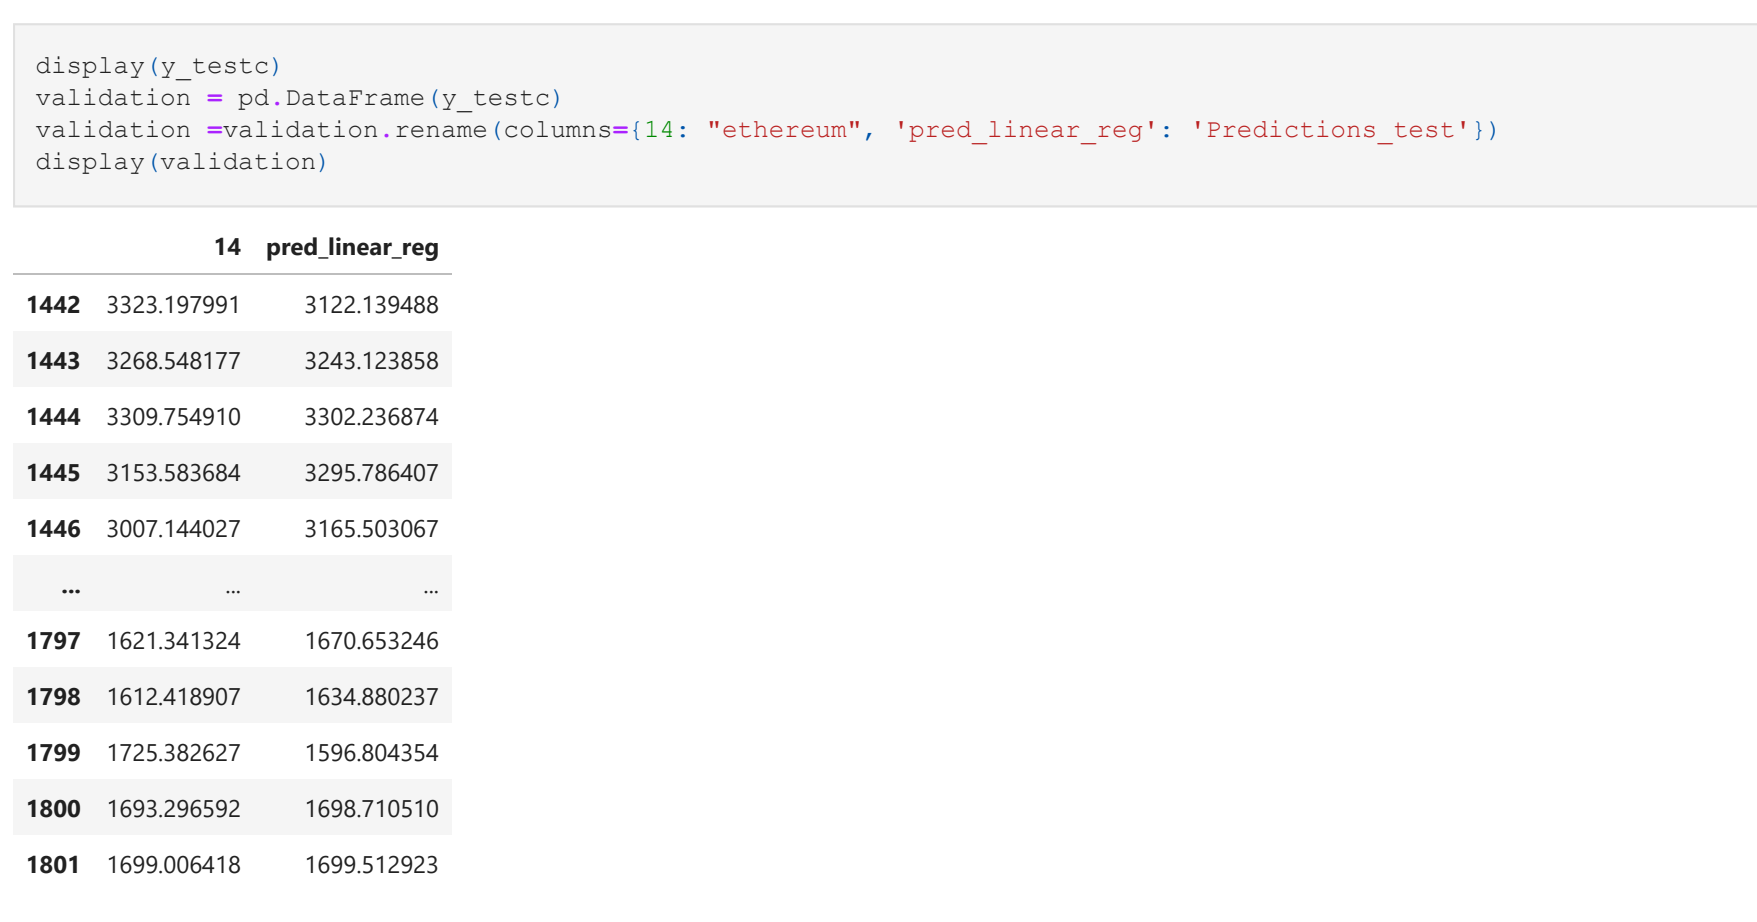 display(y_testc)
validation = pd.DataFrame(y_testc)
validation =validation.rename(columns={14: "ethereum", 'pred_linear_reg': 'Predictions_test'})
display(validation)
14 pred_linear_reg
1442 3323.197991 3122.139488
1443 3268.548177 3243.123858
1444 3309.754910 3302.236874
1445 3153.583684 3295.786407
1446 3007.144027 3165.503067
... ... ...
1797 1621.341324 1670.653246
1798 1612.418907 1634.880237
1799 1725.382627 1596.804354
1800 1693.296592 1698.710510
1801 1699.006418 1699.512923